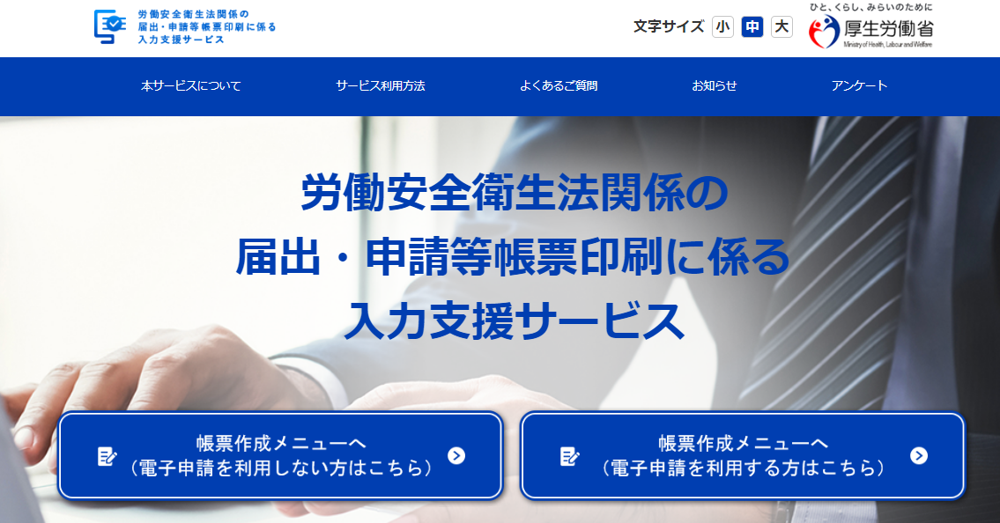 労働安全衛生法関係の
届出・申請等帳票印刷に係る
入力支援サービス
文字サイズ 小 中 大
ひと、くらし、みらいのために
厚生労働省
Ministry of Health, Labour and Welfare
本サービスについて サービス利用方法 よくあるご質問 お知らせ アンケート
労働安全衛生法関係の
届出・申請等帳票印刷に係る
入力支援サービス
帳票作成メニューへ
（電子申請を利用しない方はこちら）
帳票作成メニューへ
（電子申請を利用する方はこちら）